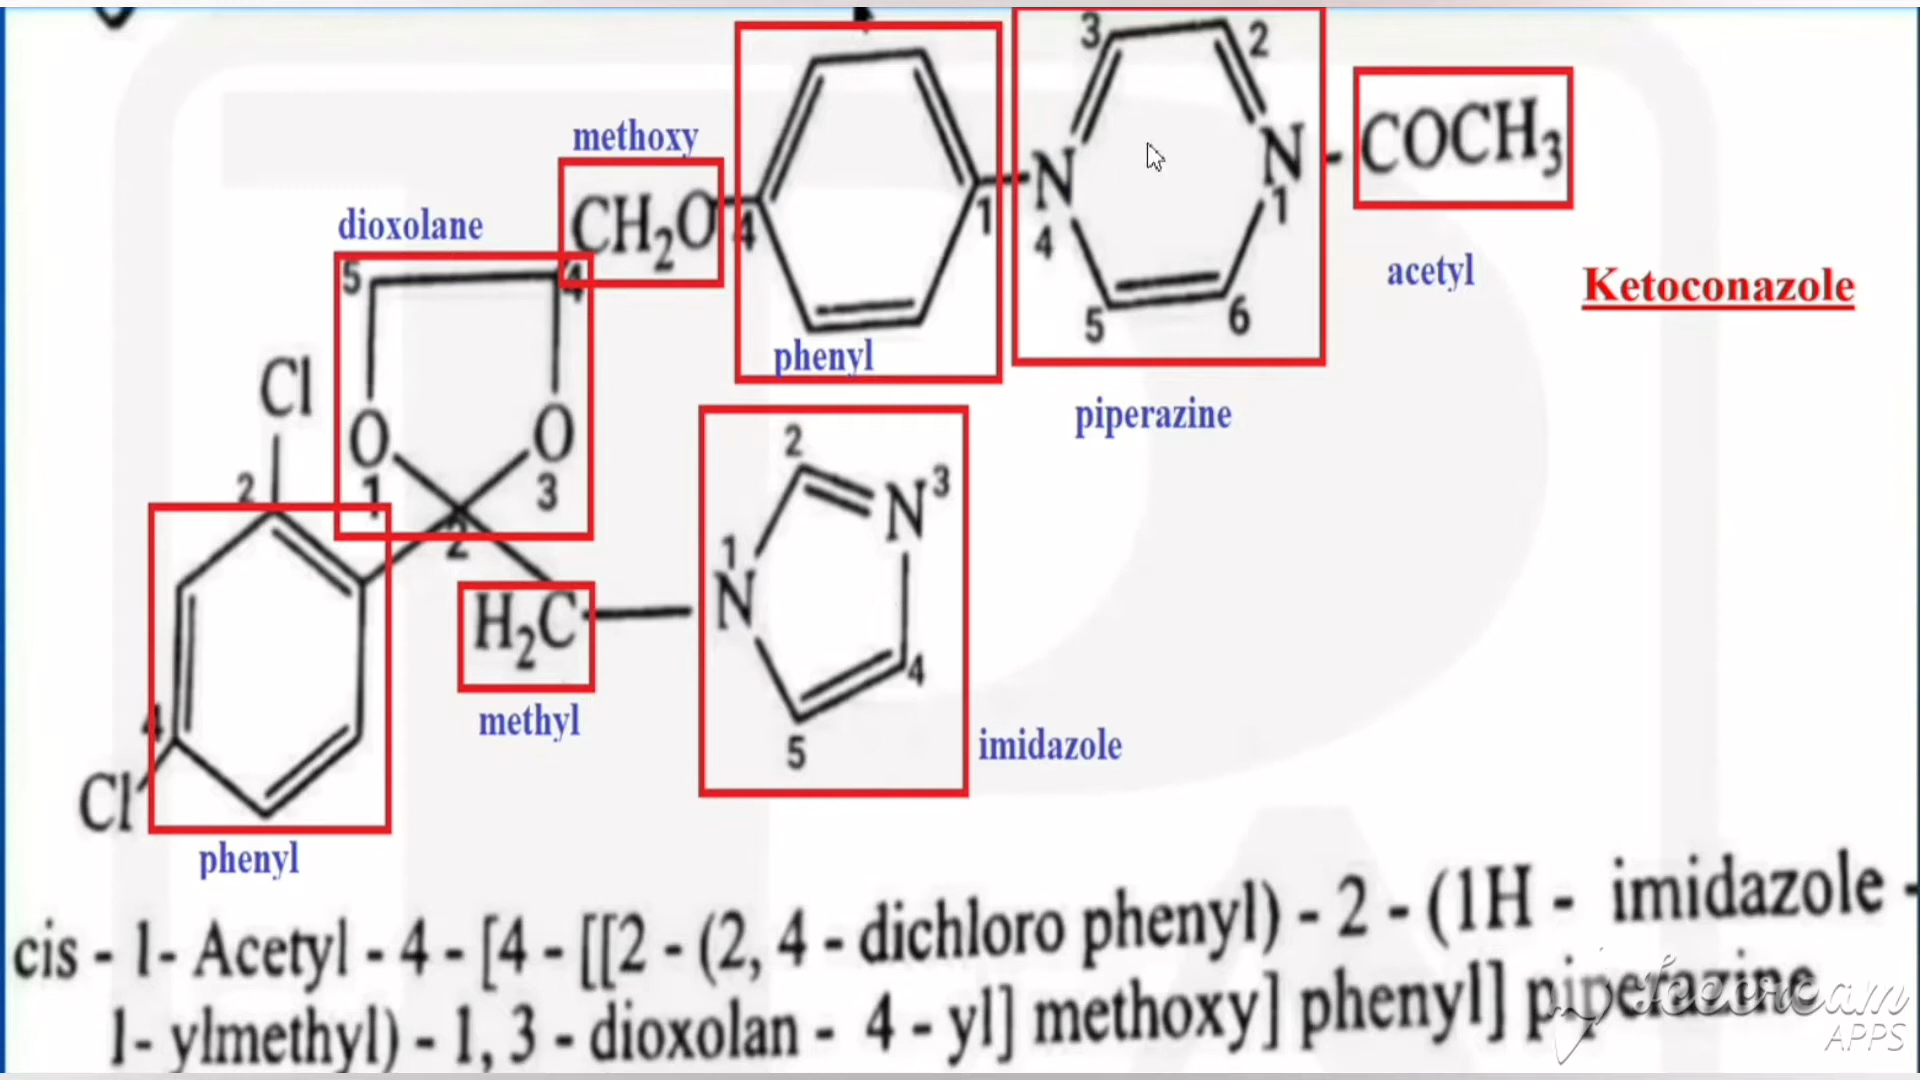 3
2
methoxy
COCH3
N
N
1
4
1
CH2O
4
dioxolane
acetyl
Ketoconazole
5
4
5
6
phenyl
Cl
piperazine
O
O
1
3
2
2
2
N
3
1
N
H2C
4
4
methyl
5
imidazole
Cl
phenyl
cis - 1- Acetyl - 4 - [4 - [[2 - (2, 4 - dichloro phenyl) - 2 - (1H - imidazole -
1- ylmethyl) - 1, 3 - dioxolan - 4 - yl] methoxy] phenyl] piperazine
APPS